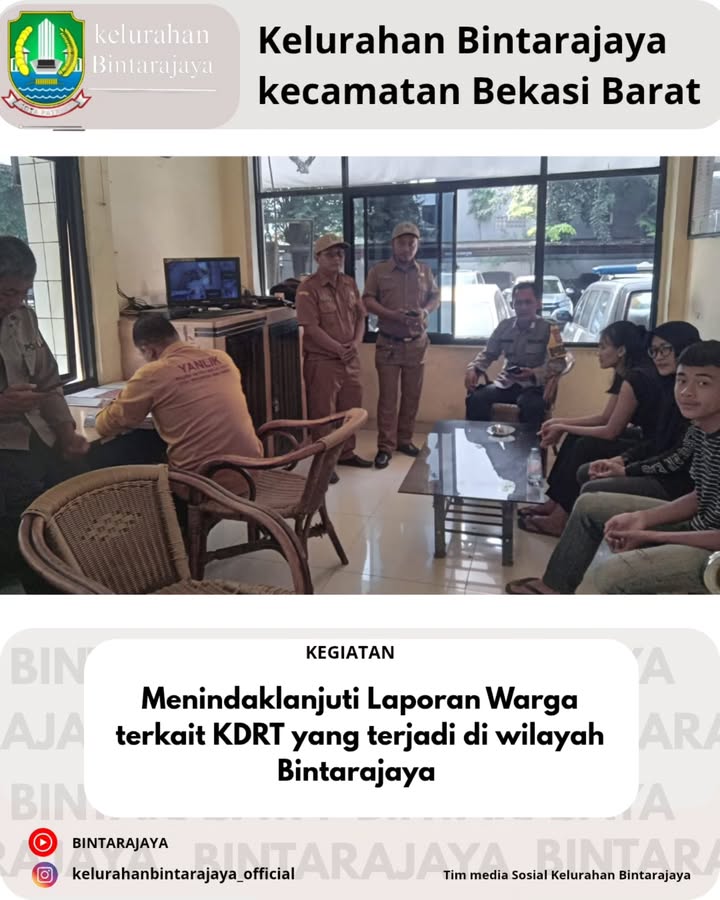 kelurahan
Bintarajaya
Kelurahan Bintarajaya
kecamatan Bekasi Barat
YANLIK
KEGIATAN
Menindaklanjuti Laporan Warga
terkait KDRT yang terjadi di wilayah
Bintarajaya
BINTARAJAYA
kelurahanbintarajaya_official
Tim media Sosial Kelurahan Bintarajaya